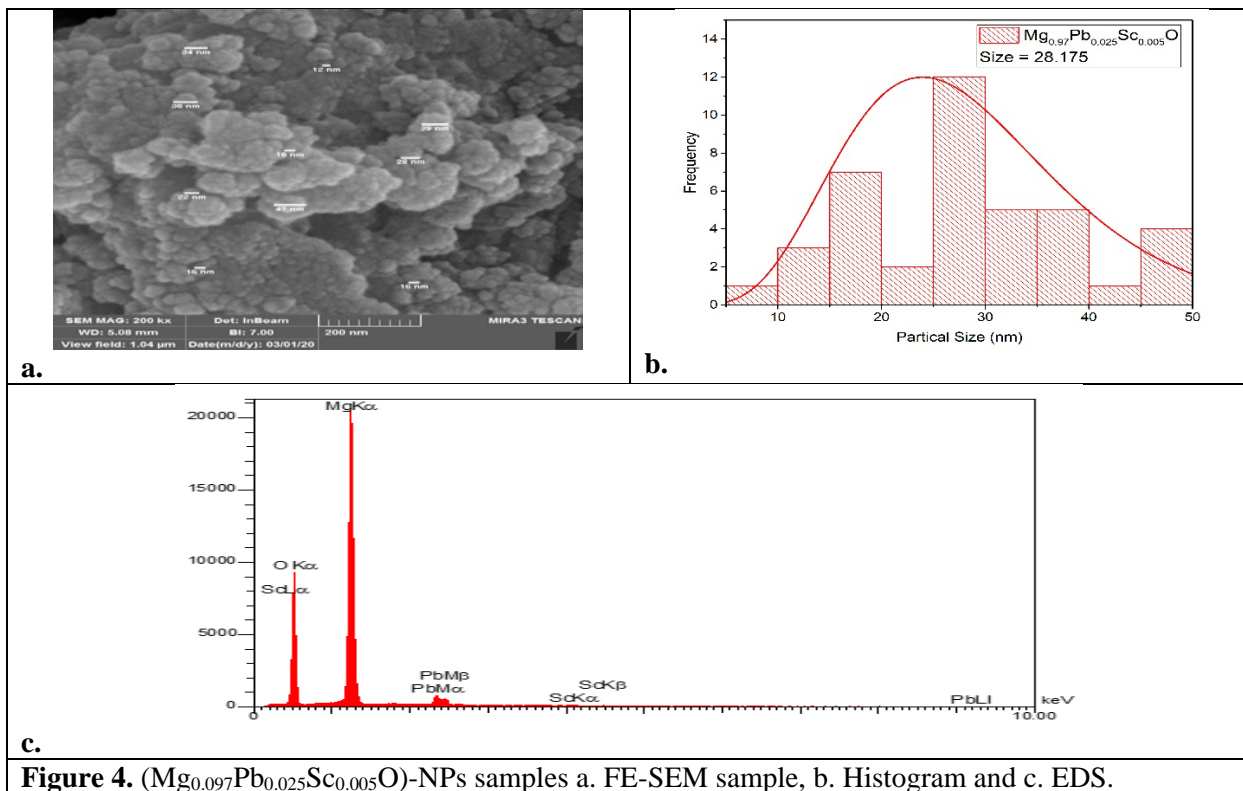 34 nm
12 nm
36 nm
39 nm
18 nm
28 nm
22 nm
47 nm
16 nm
16 nm
SEM MAG: 200 kx Det: InBeam MIRA3 TESCAN
WD: 5.08 mm BI: 7.00 200 nm
View field: 1.04 µm Date(m/d/y): 03/01/20
a.
14
12
10
8
6
4
2
0
Frequency
Mg0.97Pb0.025Sc0.005O
Size = 28.175
10 20 30 40 50
Partical Size (nm)
b.
20000
15000
10000
5000
0
MgKα
O Kα
ScLα
PbMβ
PbMα
ScKβ
ScKα
PbLl
0 10.00 keV
c.
Figure 4. (Mg0.097Pb0.025Sc0.005O)-NPs samples a. FE-SEM sample, b. Histogram and c. EDS.